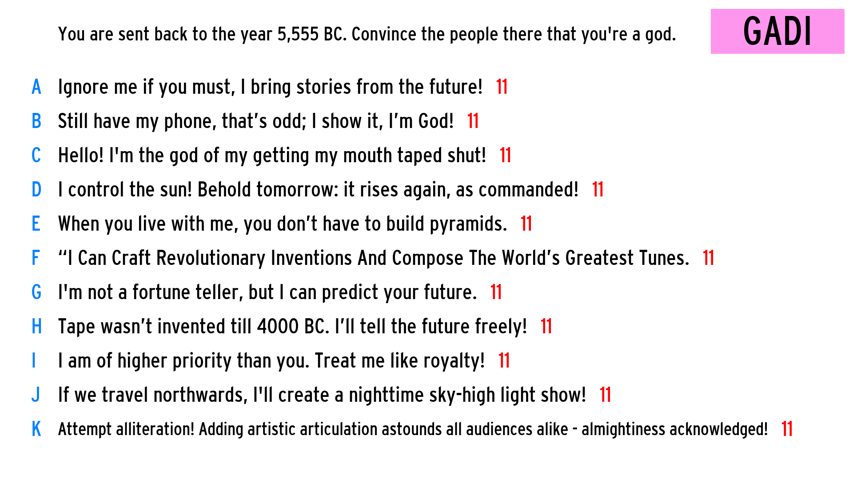 You are sent back to the year 5,555 BC. Convince the people there that you're a god.
GADI
A Ignore me if you must, I bring stories from the future! 11
B Still have my phone, that’s odd; I show it, I’m God! 11
C Hello! I'm the god of my getting my mouth taped shut! 11
D I control the sun! Behold tomorrow: it rises again, as commanded! 11
E When you live with me, you don’t have to build pyramids. 11
F “I Can Craft Revolutionary Inventions And Compose The World’s Greatest Tunes. 11
G I'm not a fortune teller, but I can predict your future. 11
H Tape wasn’t invented till 4000 BC. I’ll tell the future freely! 11
I I am of higher priority than you. Treat me like royalty! 11
J If we travel northwards, I'll create a nighttime sky-high light show! 11
K Attempt alliteration! Adding artistic articulation astounds all audiences alike - almightiness acknowledged! 11